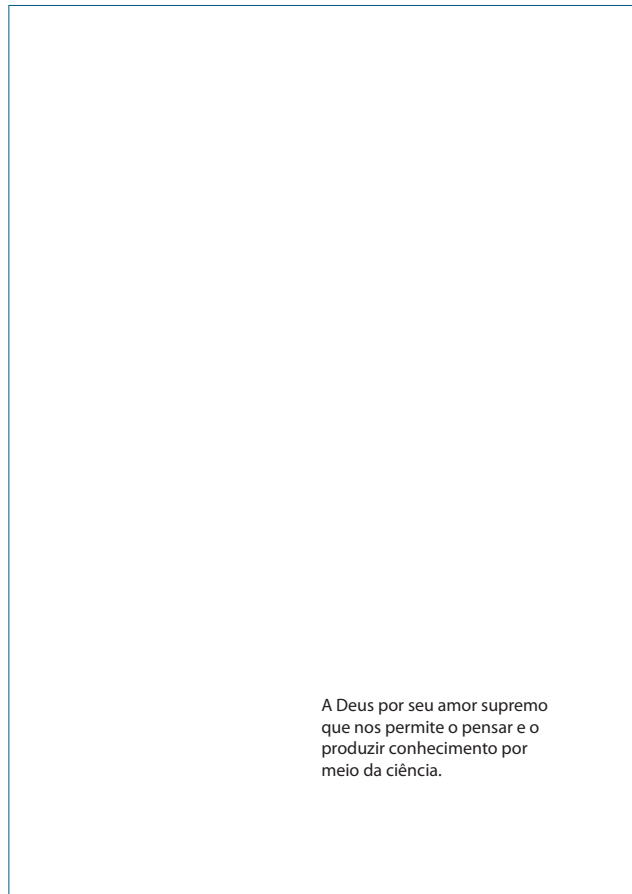 A Deus por seu amor supremo
que nos permite o pensar e o
produzir conhecimento por
meio da ciência.